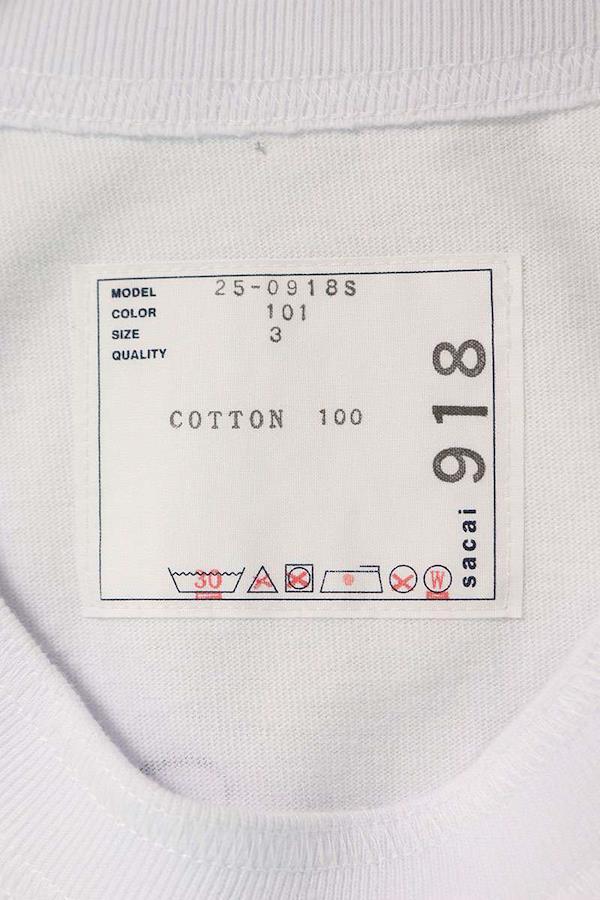 MODEL 25-0918S
COLOR 101
SIZE 3
QUALITY
COTTON 100
30
W
sacai 918